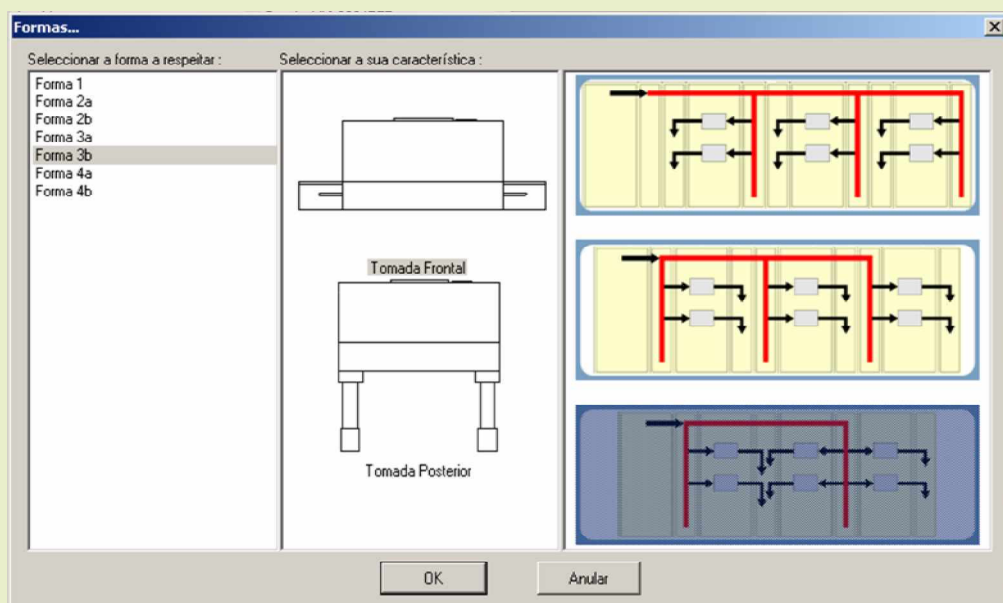 Formas...
Seleccionar a forma a respeitar :
Seleccionar a sua característica :
Forma 1
Forma 2a
Forma 2b
Forma 3a
Forma 3b
Forma 4a
Forma 4b
Tomada Frontal
Tomada Posterior
OK
Anular